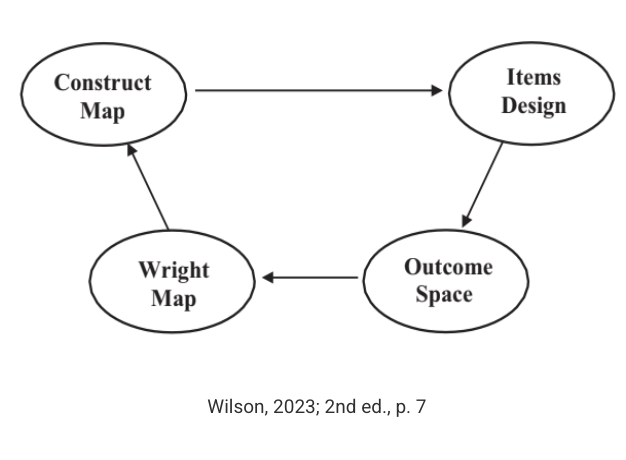 Construct
Map
Items
Design
Wright
Map
Outcome
Space
Wilson, 2023; 2nd ed., p. 7